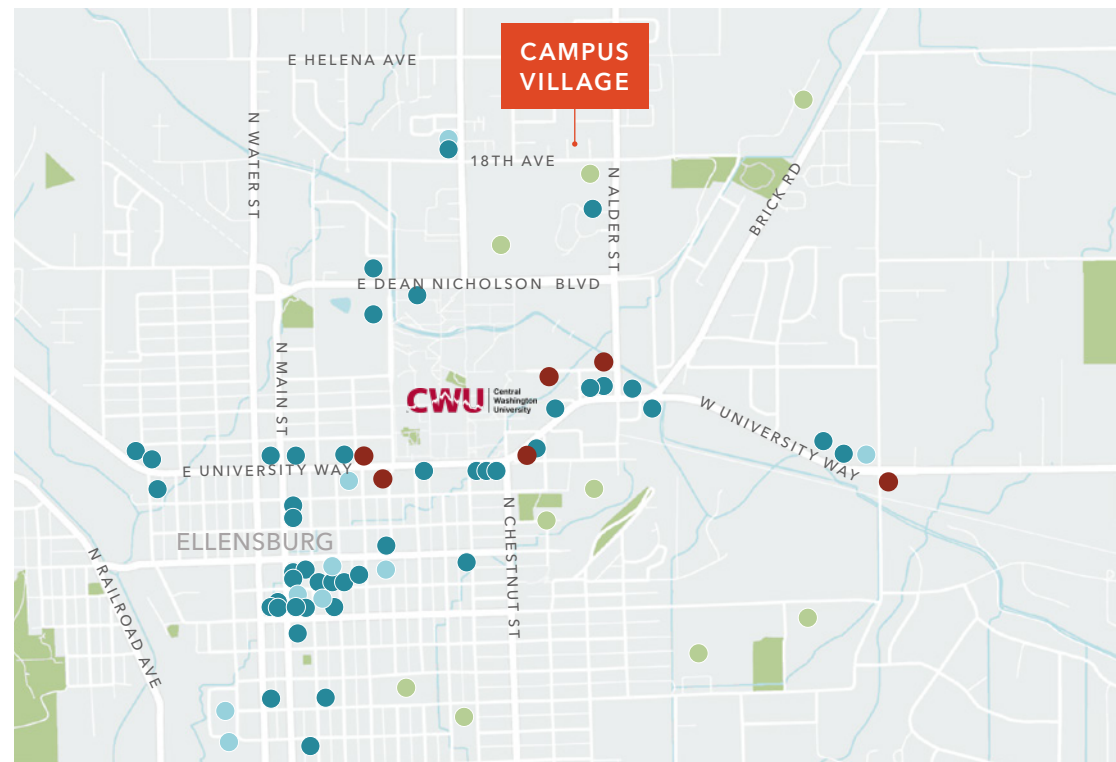 CAMPUS
VILLAGE
E HELENA AVE
N WATER ST
18TH AVE
N ALDER ST
BRICK RD
E DEAN NICHOLSON BLVD
N MAIN ST
CWU
Central
Washington
University
W UNIVERSITY WAY
E UNIVERSITY WAY
N CHESTNUT ST
ELLENSBURG
N RAILROAD AVE